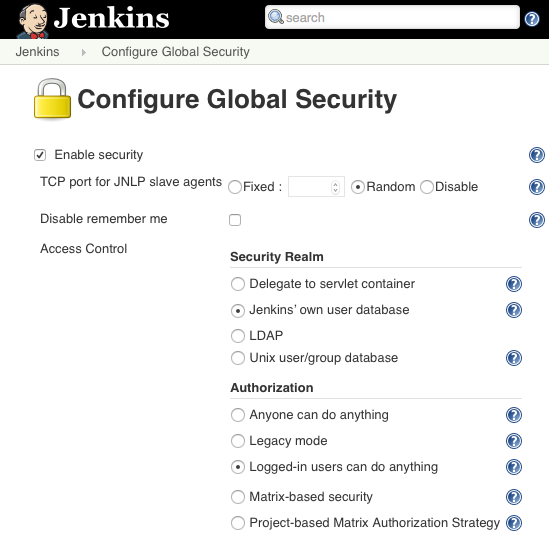 Jenkins
search
Jenkins Configure Global Security
Configure Global Security
Enable security
TCP port for JNLP slave agents Fixed : Random Disable
Disable remember me
Access Control
Security Realm
Delegate to servlet container
Jenkins’ own user database
LDAP
Unix user/group database
Authorization
Anyone can do anything
Legacy mode
Logged-in users can do anything
Matrix-based security
Project-based Matrix Authorization Strategy